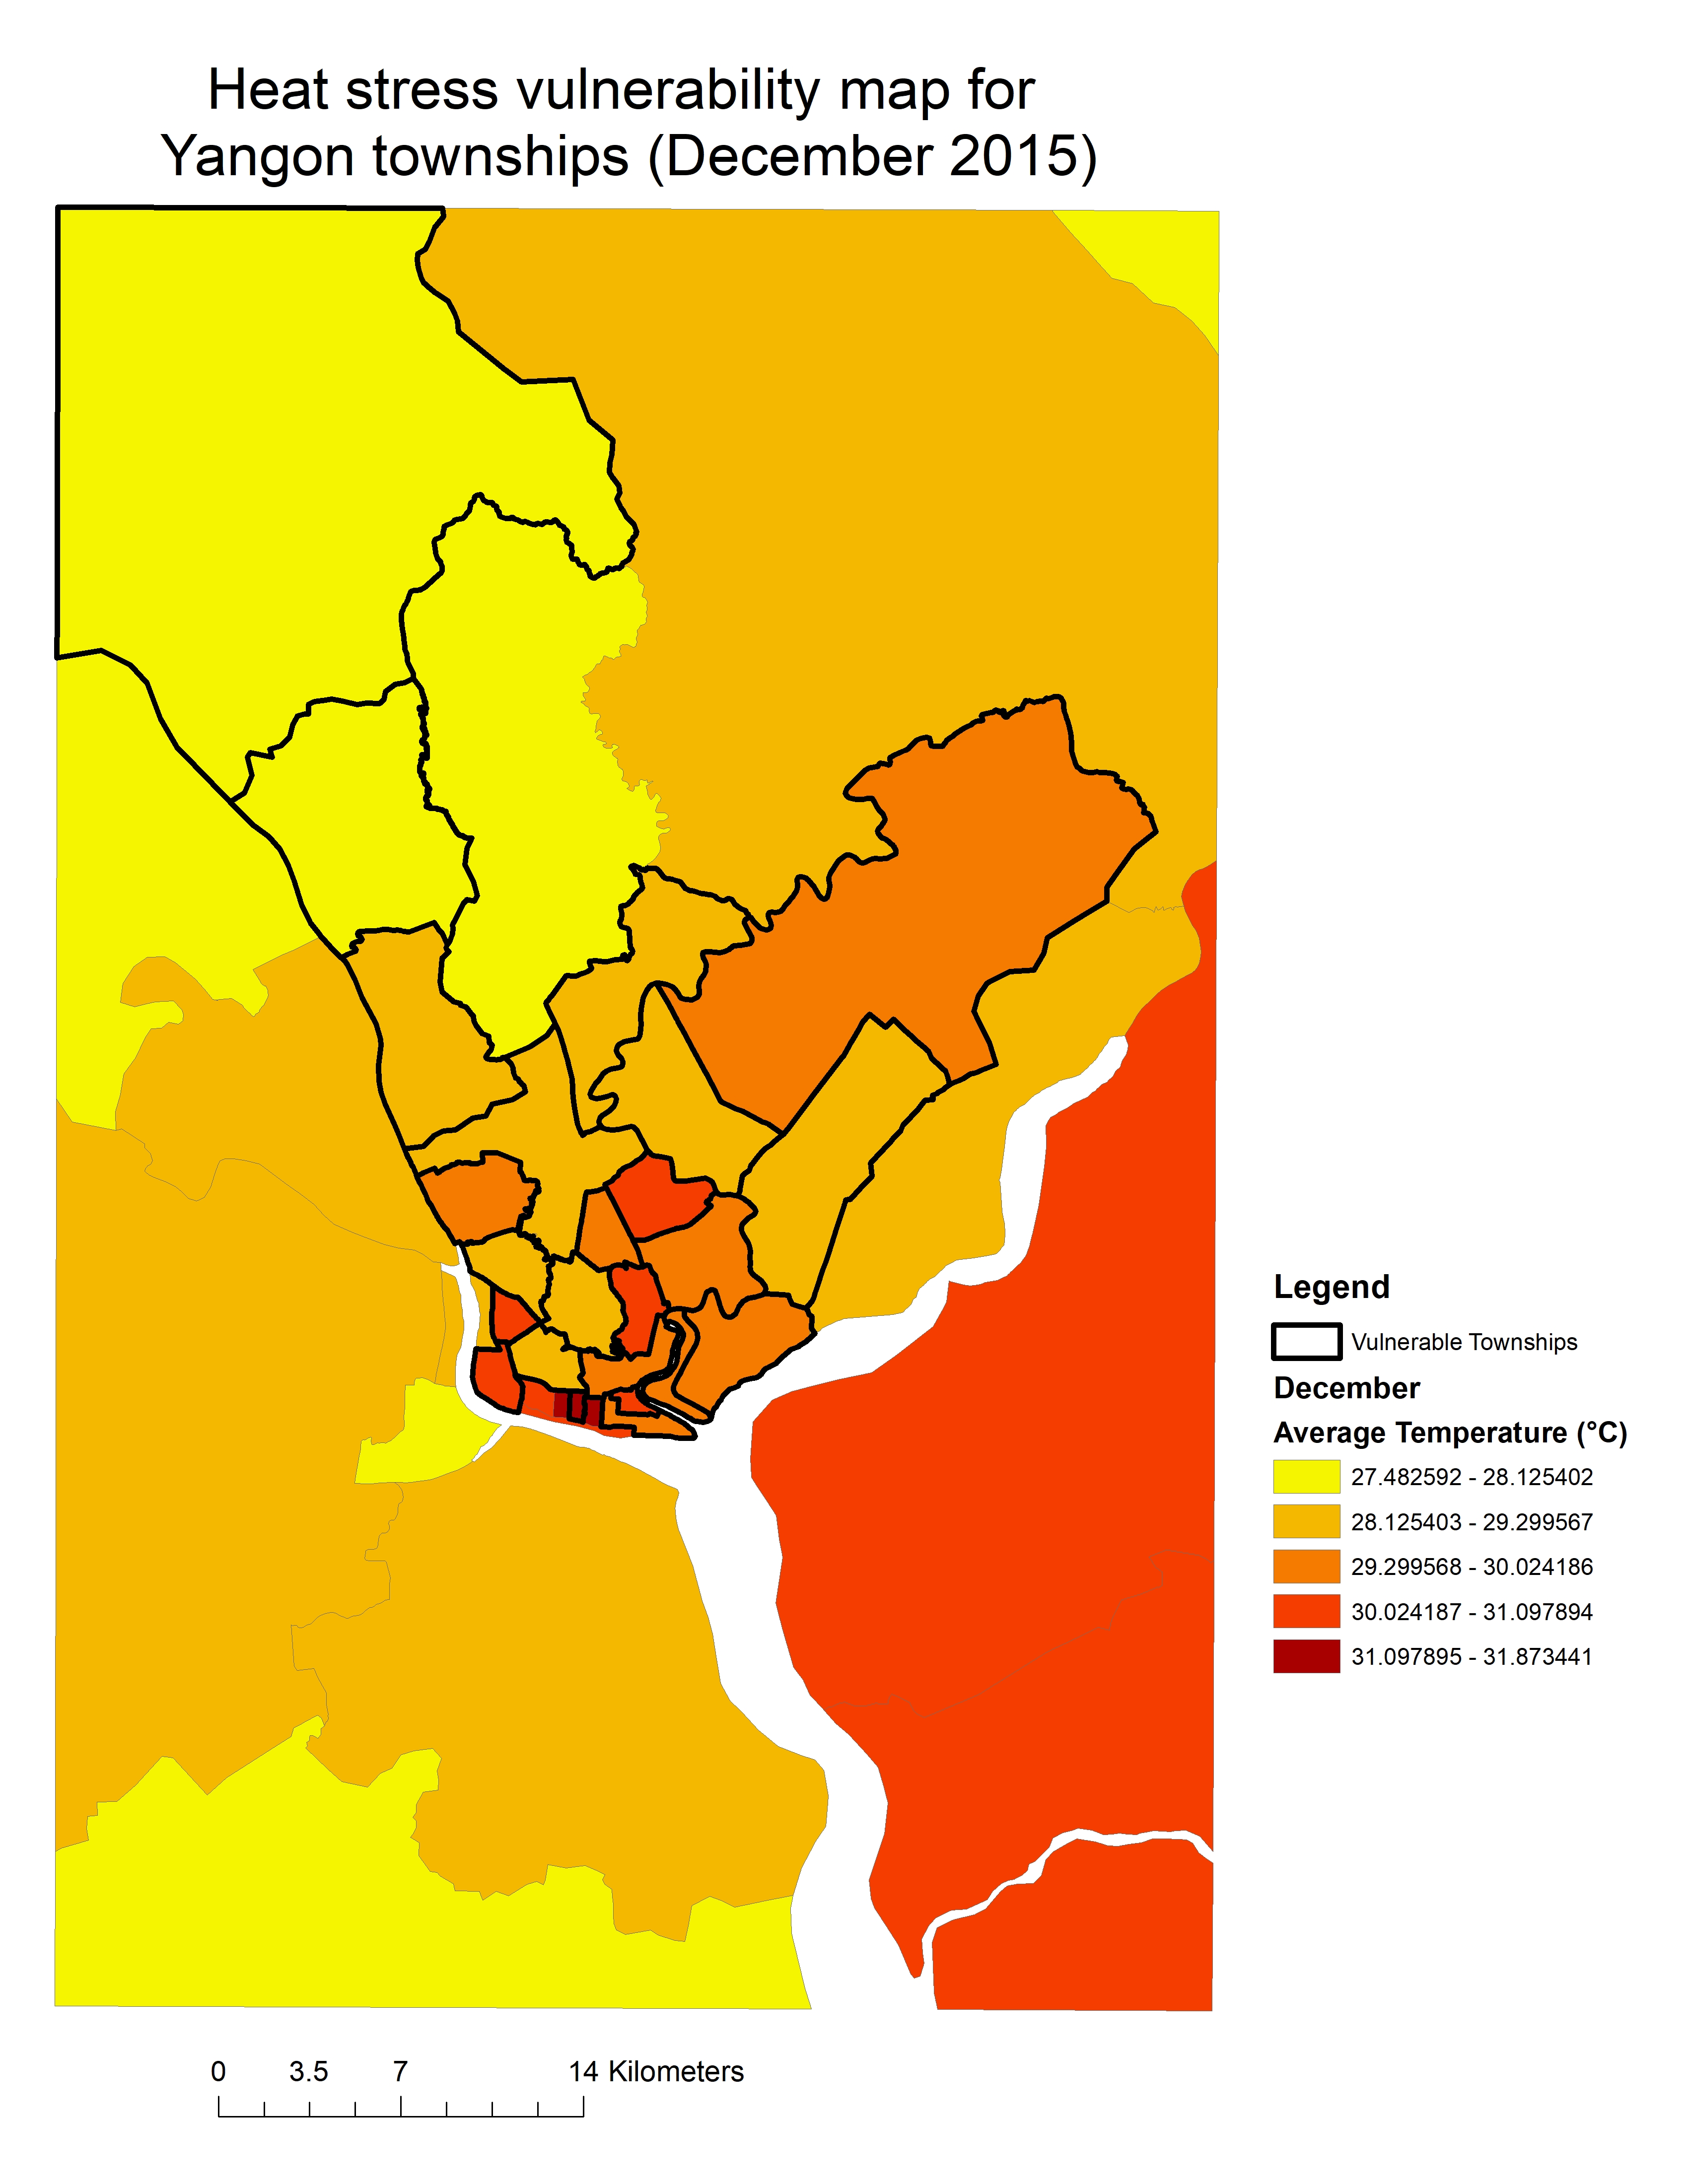 Heat stress vulnerability map for
Yangon townships (December 2015)
Legend
Vulnerable Townships
December
Average Temperature (°C)
27.482592 - 28.125402
28.125403 - 29.299567
29.299568 - 30.024186
30.024187 - 31.097894
31.097895 - 31.873441
0 3.5 7 14 Kilometers